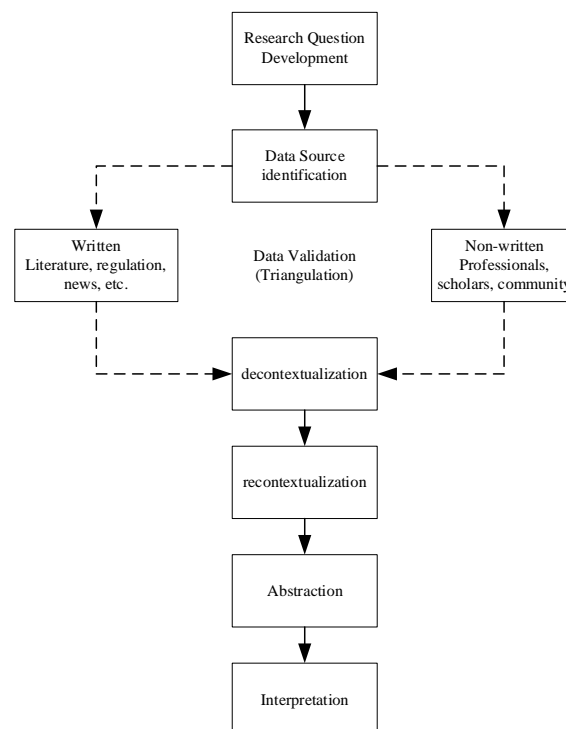 Research Question
Development
Data Source
identification
Written
Literature, regulation,
news, etc.
Data Validation
(Triangulation)
Non-written
Professionals,
scholars, community
decontextualization
recontextualization
Abstraction
Interpretation